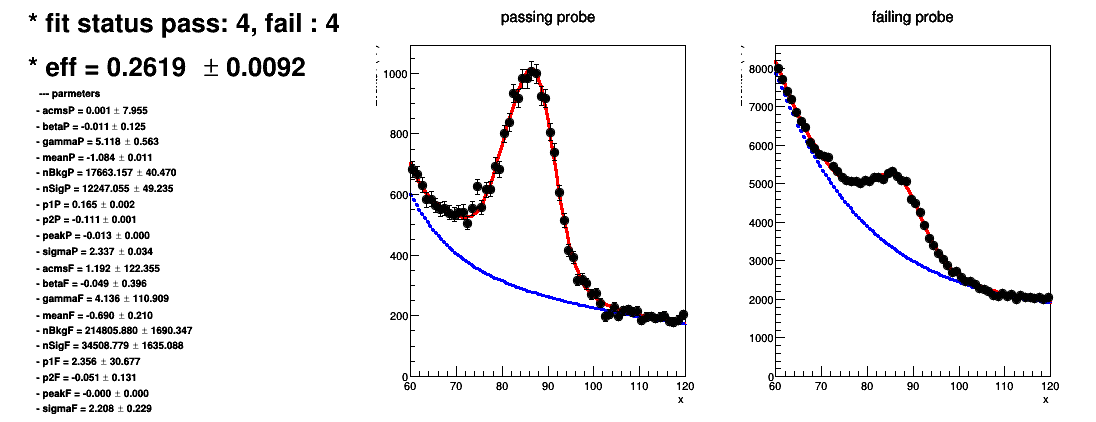 * fit status pass: 4, fail : 4
* eff = 0.2619 ± 0.0092
--- parmeters
- acmsP = 0.001 ± 7.955
- betaP = -0.011 ± 0.125
- gammaP = 5.118 ± 0.563
- meanP = -1.084 ± 0.011
- nBkgP = 17663.157 ± 40.470
- nSigP = 12247.055 ± 49.235
- p1P = 0.165 ± 0.002
- p2P = -0.111 ± 0.001
- peakP = -0.013 ± 0.000
- sigmaP = 2.337 ± 0.034
- acmsF = 1.192 ± 122.355
- betaF = -0.049 ± 0.396
- gammaF = 4.136 ± 110.909
- meanF = -0.690 ± 0.210
- nBkgF = 214805.880 ± 1690.347
- nSigF = 34508.779 ± 1635.088
- p1F = 2.356 ± 30.677
- p2F = -0.051 ± 0.131
- peakF = -0.000 ± 0.000
- sigmaF = 2.208 ± 0.229
passing probe
1000
800
600
400
200
0
60 70 80 90 100 110 120
x
failing probe
8000
7000
6000
5000
4000
3000
2000
1000
0
60 70 80 90 100 110 120
x